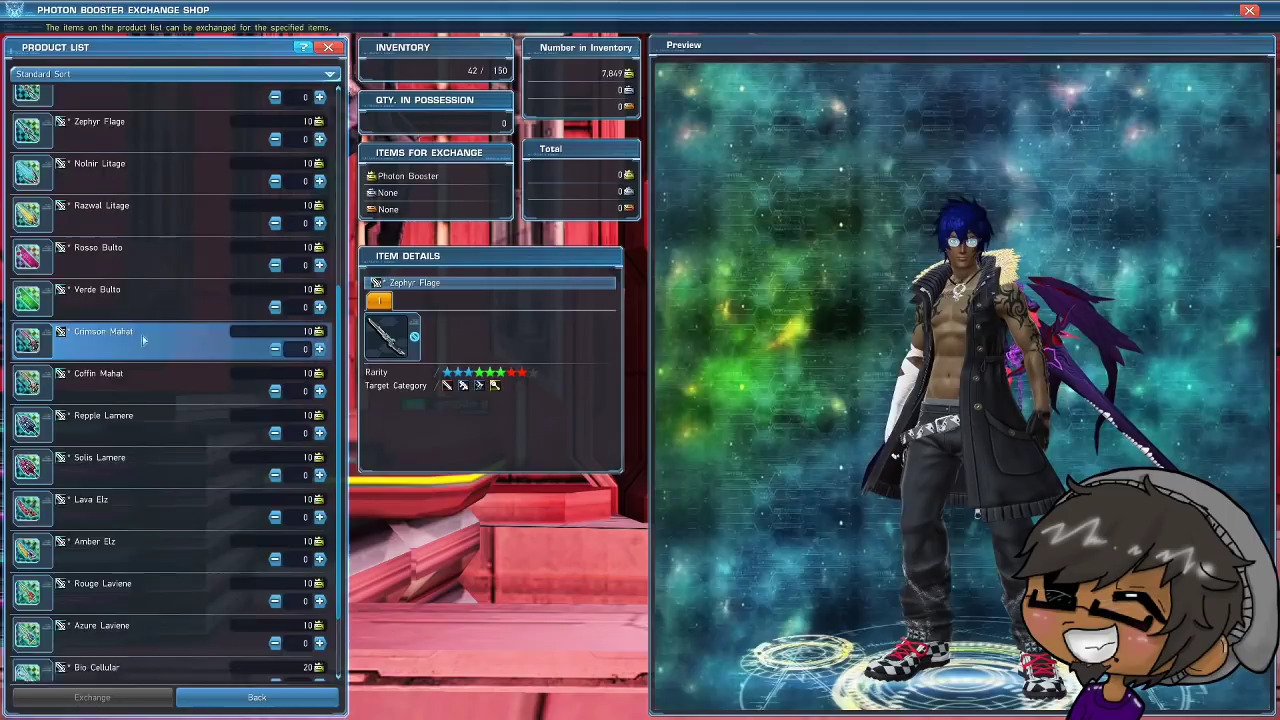 PHOTON BOOSTER EXCHANGE SHOP
The items on the product list can be exchanged for the specified items.
PRODUCT LIST
?
Standard Sort
0
* Zephyr Flage 10
0
* Nolnir Litage 10
0
* Razwal Litage 10
0
* Rosso Bulto 10
0
* Verde Bulto 10
0
* Crimson Mahat 10
0
* Coffin Mahat 10
0
* Repple Lamere 10
0
* Solis Lamere 10
0
* Lava Elz 10
0
* Amber Elz 10
0
* Rouge Laviene 10
0
* Azure Laviene 10
0
* Bio Cellular 20
Exchange Back
INVENTORY
42 / 150
QTY. IN POSSESSION
0
ITEMS FOR EXCHANGE
Photon Booster
None
None
Number in Inventory
7,849
0
0
Total
0
0
0
ITEM DETAILS
* Zephyr Flage
I
Rarity /
Target Category /
Preview